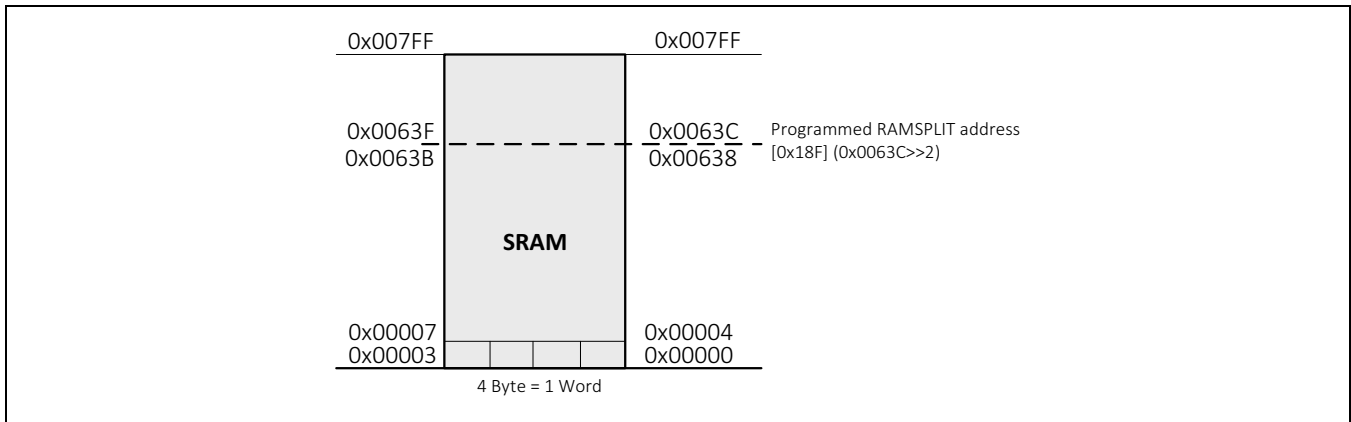 0x007FF 0x007FF
0x0063F 0x0063C Programmed RAMSPLIT address
0x0063B 0x00638 [0x18F] (0x0063C>>2)
SRAM
0x00007 0x00004
0x00003 0x00000
4 Byte = 1 Word